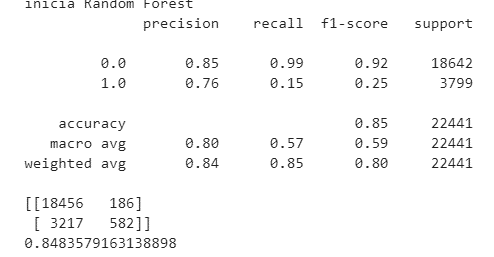 inicia Random Forest
precision recall f1-score support
0.0 0.85 0.99 0.92 18642
1.0 0.76 0.15 0.25 3799
accuracy 0.85 22441
macro avg 0.80 0.57 0.59 22441
weighted avg 0.84 0.85 0.80 22441
[[18456 186]
[ 3217 582]]
0.8483579163138898